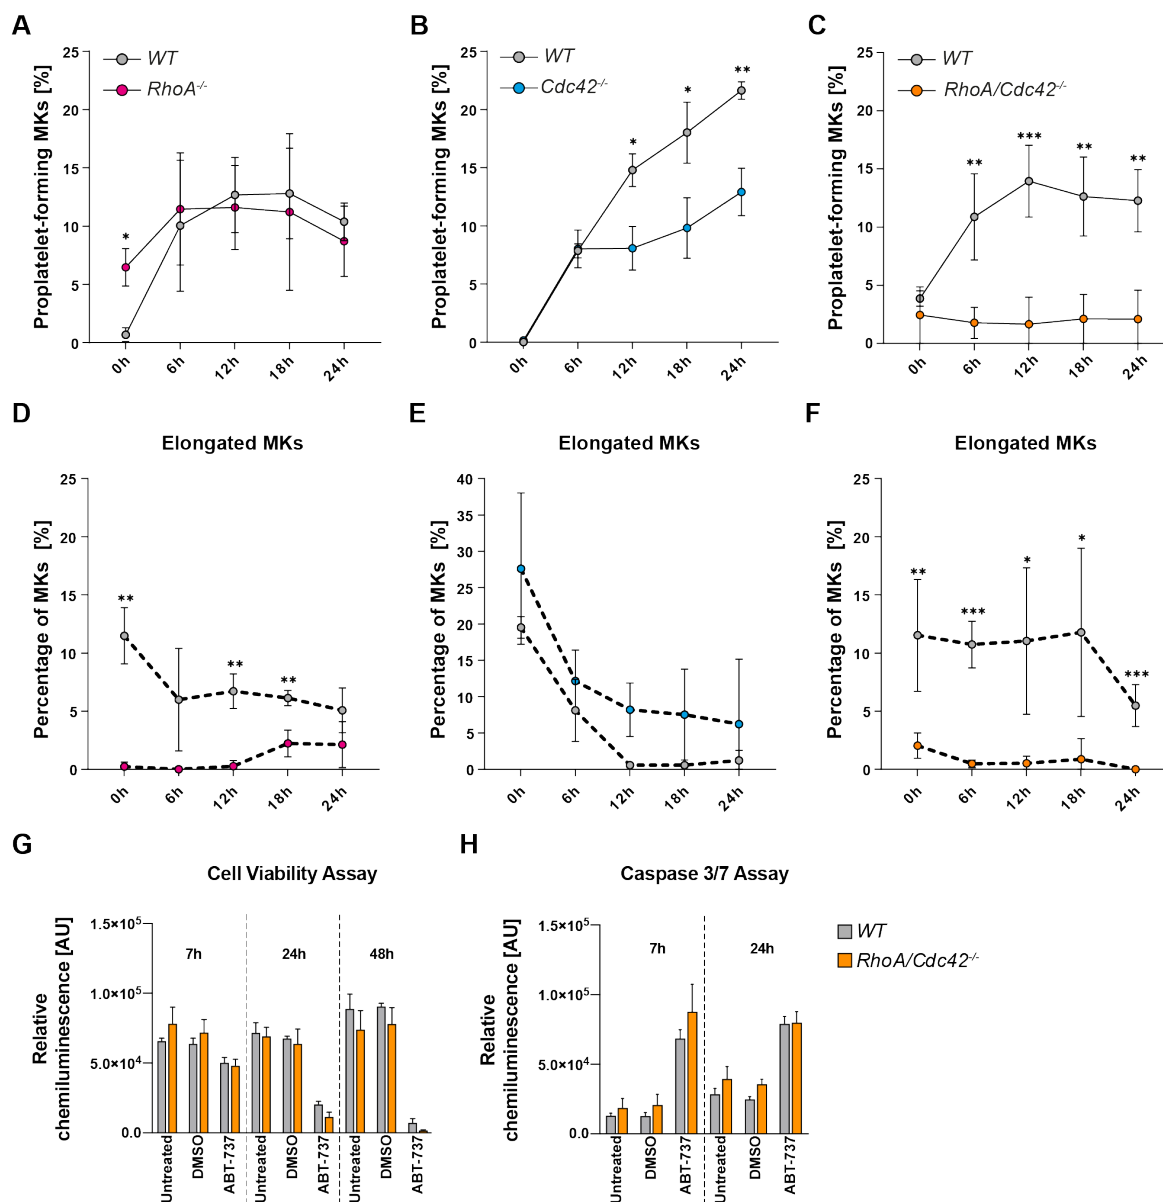 A
Proplatelet-forming MKs [%]
25
20
15
10
5
0
WT
RhoA-/-
*
0h
6h
12h
18h
24h
B
Proplatelet-forming MKs [%]
25
20
15
10
5
0
WT
Cdc42-/-
*
*
**
0h
6h
12h
18h
24h
C
Proplatelet-forming MKs [%]
25
20
15
10
5
0
WT
RhoA/Cdc42-/-
**
***
**
**
0h
6h
12h
18h
24h
D
Elongated MKs
Percentage of MKs [%]
25
20
15
10
5
0
**
**
**
0h
6h
12h
18h
24h
E
Elongated MKs
Percentage of MKs [%]
40
35
30
25
20
15
10
5
0
0h
6h
12h
18h
24h
F
Elongated MKs
Percentage of MKs [%]
25
20
15
10
5
0
**
***
*
*
***
0h
6h
12h
18h
24h
G
Cell Viability Assay
Relative
chemiluminescence [AU]
1.5×10⁵
1.0×10⁵
5.0×10⁴
0.0
7h
24h
48h
Untreated
DMSO
ABT-737
Untreated
DMSO
ABT-737
Untreated
DMSO
ABT-737
H
Caspase 3/7 Assay
Relative
chemiluminescence [AU]
1.5×10⁵
1.0×10⁵
5.0×10⁴
0.0
7h
24h
Untreated
DMSO
ABT-737
Untreated
DMSO
ABT-737
WT
RhoA/Cdc42-/-